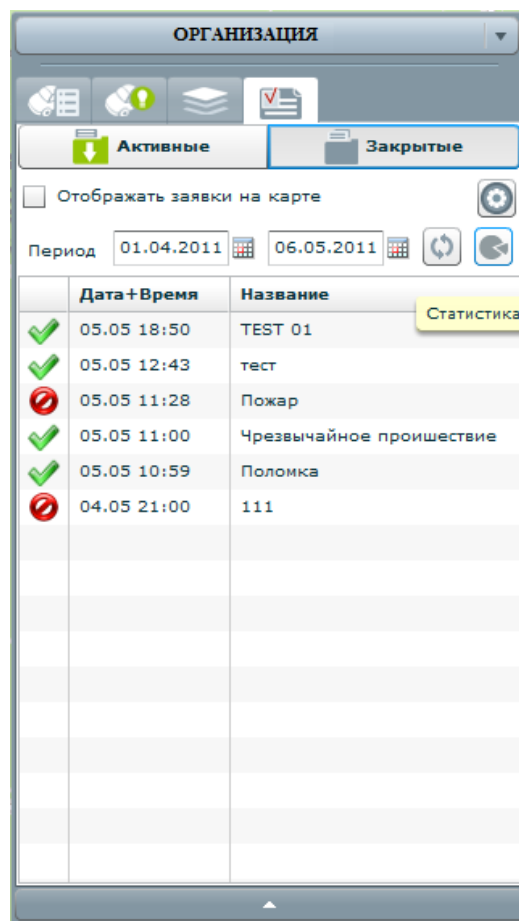 ОРГАНИЗАЦИЯ
Активные Закрытые
Отображать заявки на карте
Период 01.04.2011 06.05.2011
Дата+Время Название
Статистика
05.05 18:50 TEST 01
05.05 12:43 тест
05.05 11:28 Пожар
05.05 11:00 Чрезвычайное проишествие
05.05 10:59 Поломка
04.05 21:00 111